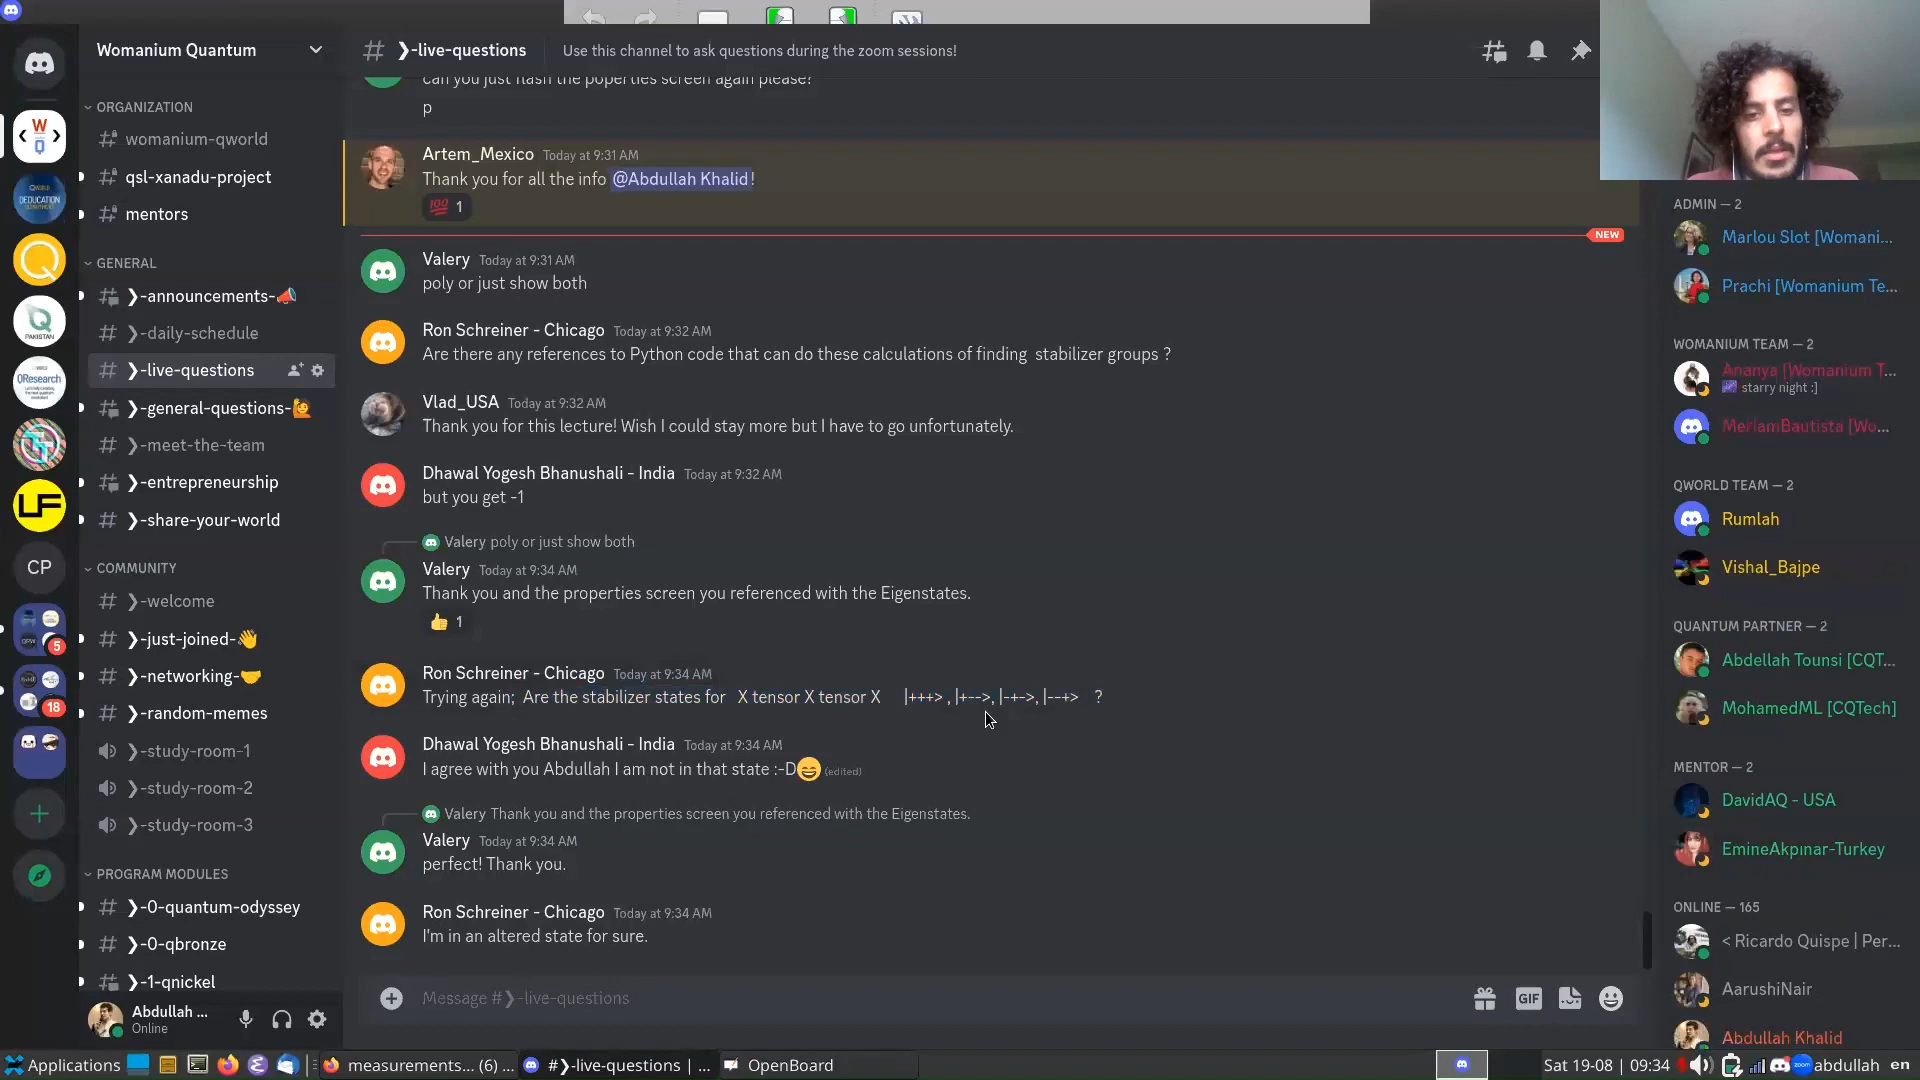 Womanium Quantum
❯-live-questions
Use this channel to ask questions during the zoom sessions!
ORGANIZATION
womanium-qworld
qsl-xanadu-project
mentors
GENERAL
❯-announcements-📣
❯-daily-schedule
❯-live-questions
❯-general-questions-🙋
❯-meet-the-team
❯-entrepreneurship
❯-share-your-world
COMMUNITY
❯-welcome
❯-just-joined-👋
❯-networking-🤝
❯-random-memes
❯-study-room-1
❯-study-room-2
❯-study-room-3
PROGRAM MODULES
❯-0-quantum-odyssey
❯-0-qbronze
❯-1-qnickel
W
Q
PAKISTAN
QResearch
LF
CP
5
18
Abdullah ...
Online
can you just flash the poperties screen again please?
p
Artem_Mexico Today at 9:31 AM
Thank you for all the info @Abdullah Khalid!
💯 1
NEW
Valery Today at 9:31 AM
poly or just show both
Ron Schreiner - Chicago Today at 9:32 AM
Are there any references to Python code that can do these calculations of finding stabilizer groups ?
Vlad_USA Today at 9:32 AM
Thank you for this lecture! Wish I could stay more but I have to go unfortunately.
Dhawal Yogesh Bhanushali - India Today at 9:32 AM
but you get -1
Valery poly or just show both
Valery Today at 9:34 AM
Thank you and the properties screen you referenced with the Eigenstates.
👍 1
Ron Schreiner - Chicago Today at 9:34 AM
Trying again; Are the stabilizer states for X tensor X tensor X |+++> , |+-->, |-+->, |--+> ?
Dhawal Yogesh Bhanushali - India Today at 9:34 AM
I agree with you Abdullah I am not in that state :-D😄 (edited)
Valery Thank you and the properties screen you referenced with the Eigenstates.
Valery Today at 9:34 AM
perfect! Thank you.
Ron Schreiner - Chicago Today at 9:34 AM
I'm in an altered state for sure.
Message #❯-live-questions
GIF
ADMIN — 2
Marlou Slot [Womani...
Prachi [Womanium Te...
WOMANIUM TEAM — 2
Ananya [Womanium T...
starry night :]
MeriamBautista [Wo...
QWORLD TEAM — 2
Rumlah
Vishal_Bajpe
QUANTUM PARTNER — 2
Abdellah Tounsi [CQT...
MohamedML [CQTech]
MENTOR — 2
DavidAQ - USA
EmineAkpınar-Turkey
ONLINE — 165
< Ricardo Quispe | Per...
AarushiNair
Abdullah Khalid
Applications
measurements... (6) ...
#❯-live-questions | ...
OpenBoard
Sat 19-08 | 09:34
zoom
abdullah
en